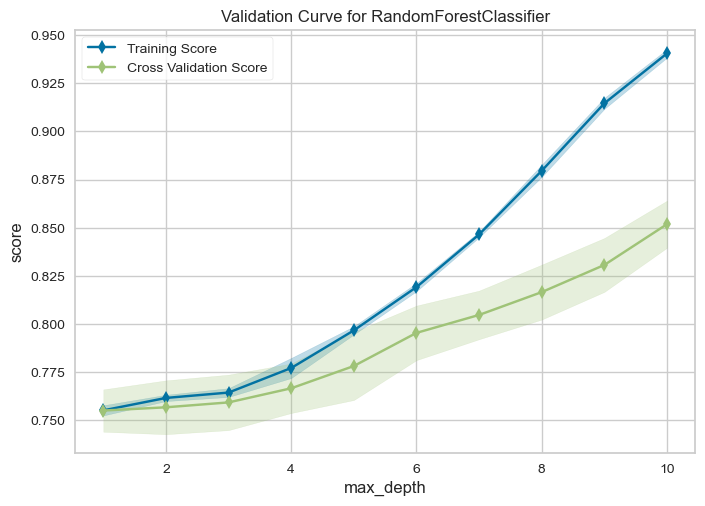 Validation Curve for RandomForestClassifier
Training Score
Cross Validation Score
0.950
0.925
0.900
0.875
0.850
0.825
0.800
0.775
0.750
score
2 4 6 8 10
max_depth